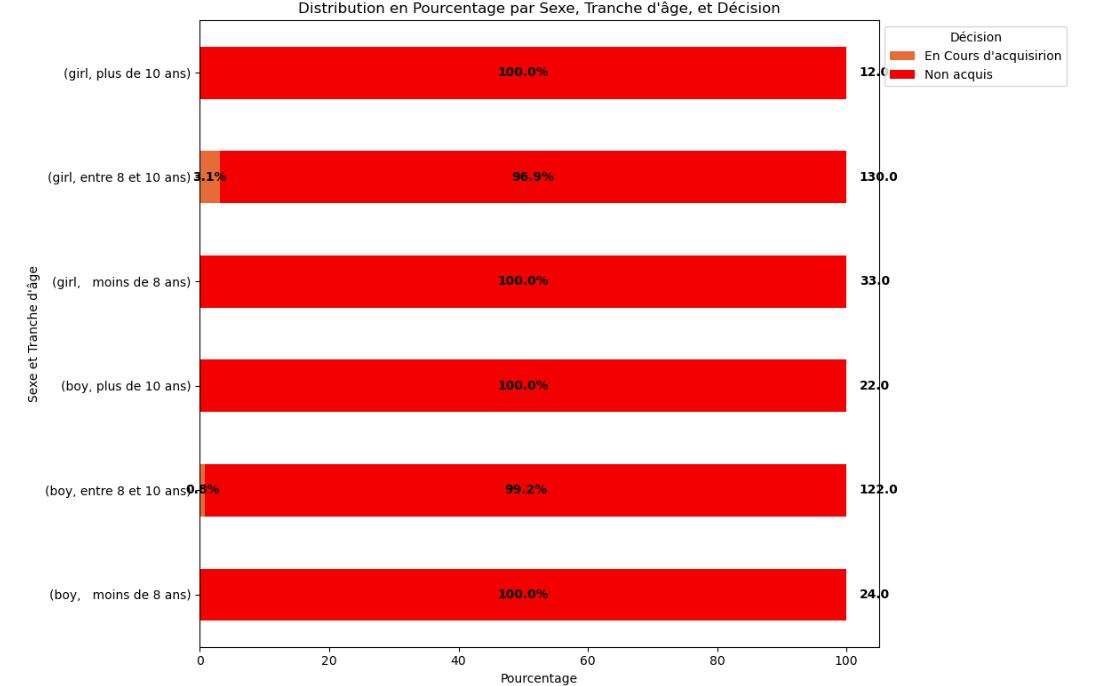 Distribution en Pourcentage par Sexe, Tranche d'âge, et Décision
Décision
En Cours d'acquisirion
Non acquis
(girl, plus de 10 ans)
100.0%
12.0
(girl, entre 8 et 10 ans)
3.1%
96.9%
130.0
(girl,   moins de 8 ans)
100.0%
33.0
(boy, plus de 10 ans)
100.0%
22.0
(boy, entre 8 et 10 ans)
0.8%
99.2%
122.0
(boy,   moins de 8 ans)
100.0%
24.0
0 20 40 60 80 100
Pourcentage
Sexe et Tranche d'âge